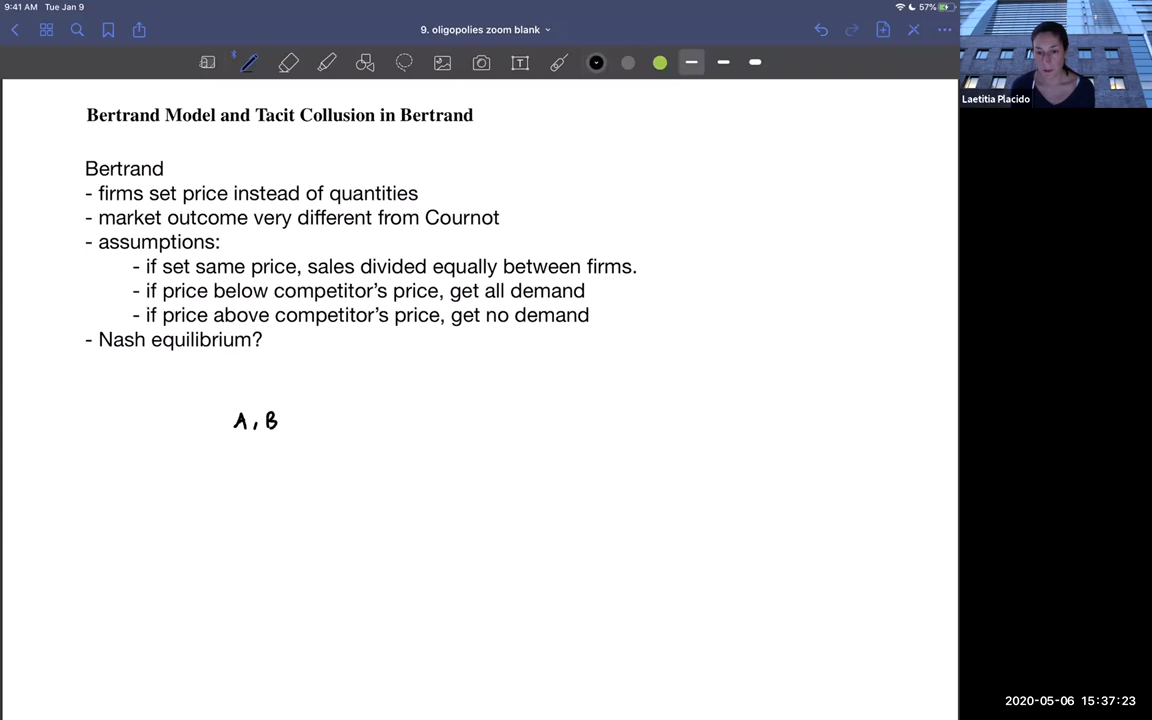 9:41 AM Tue Jan 9
57%
9. oligopolies zoom blank
T
Laetitia Placido
Bertrand Model and Tacit Collusion in Bertrand
Bertrand
- firms set price instead of quantities
- market outcome very different from Cournot
- assumptions:
- if set same price, sales divided equally between firms.
- if price below competitor's price, get all demand
- if price above competitor's price, get no demand
- Nash equilibrium?
A, B
2020-05-06 15:37:23